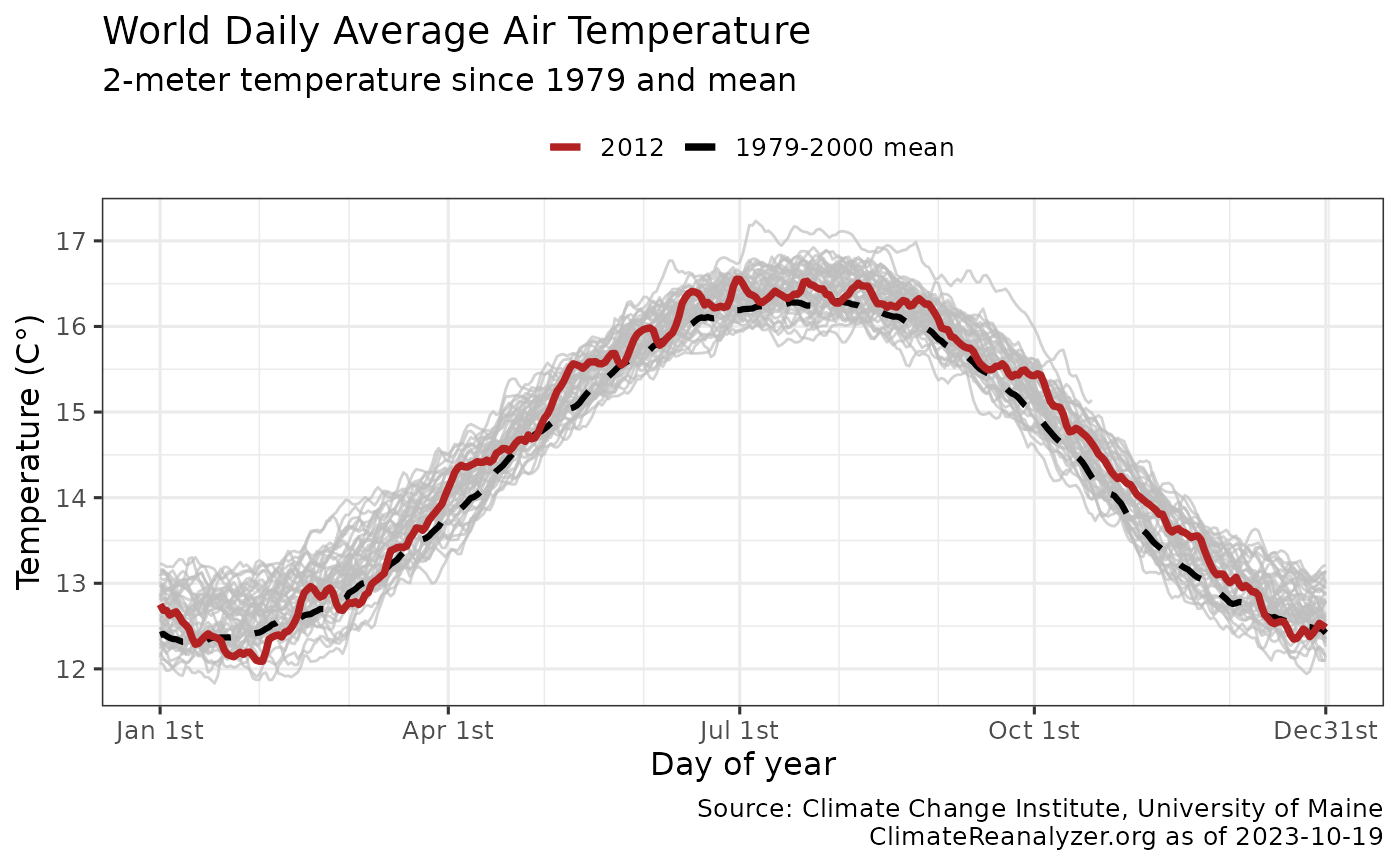 World Daily Average Air Temperature
2-meter temperature since 1979 and mean
2012 1979-2000 mean
17
16
15
14
13
12
Temperature (C°)
Jan 1st Apr 1st Jul 1st Oct 1st Dec31st
Day of year
Source: Climate Change Institute, University of Maine
ClimateReanalyzer.org as of 2023-10-19